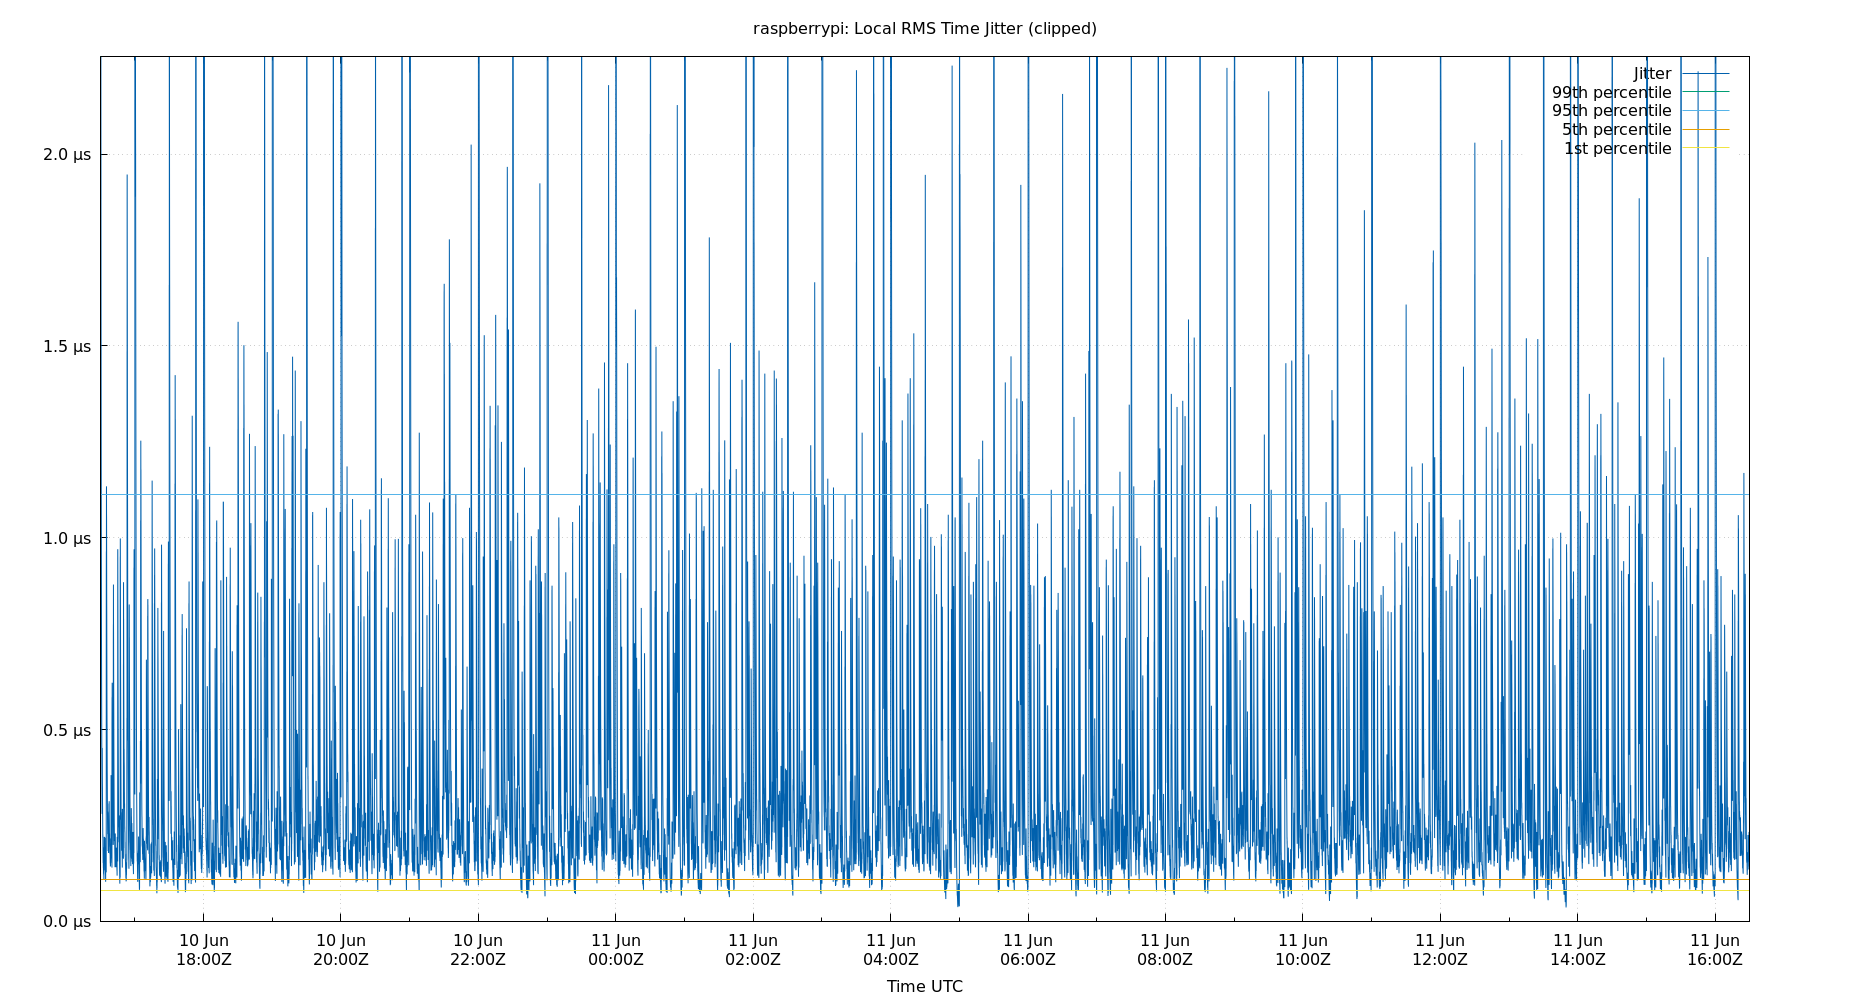 raspberrypi: Local RMS Time Jitter (clipped)
Jitter
99th percentile
95th percentile
5th percentile
1st percentile
2.0 μs
1.5 μs
1.0 μs
0.5 μs
0.0 μs
10 Jun 10 Jun 10 Jun 11 Jun 11 Jun 11 Jun 11 Jun 11 Jun 11 Jun 11 Jun 11 Jun 11 Jun
18:00Z 20:00Z 22:00Z 00:00Z 02:00Z 04:00Z 06:00Z 08:00Z 10:00Z 12:00Z 14:00Z 16:00Z
Time UTC